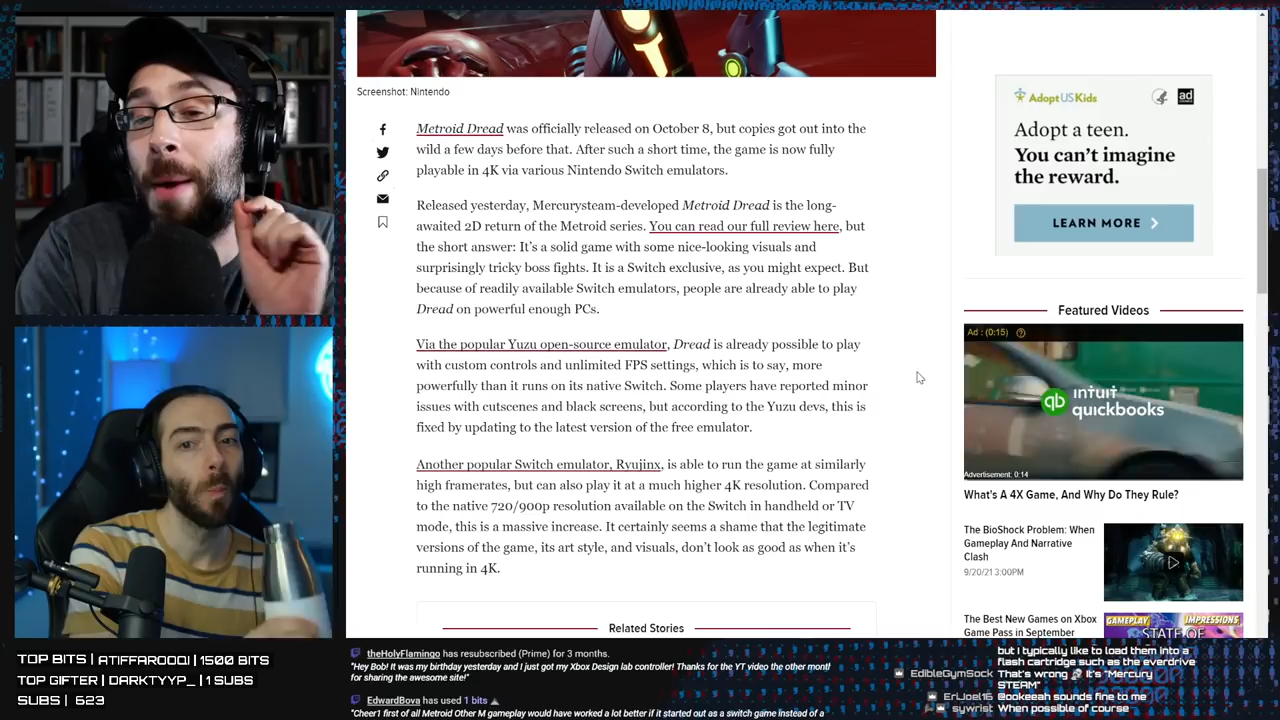 Screenshot: Nintendo
Metroid Dread was officially released on October 8, but copies got out into the
wild a few days before that. After such a short time, the game is now fully
playable in 4K via various Nintendo Switch emulators.
Released yesterday, Mercurysteam-developed Metroid Dread is the long-
awaited 2D return of the Metroid series. You can read our full review here, but
the short answer: It's a solid game with some nice-looking visuals and
surprisingly tricky boss fights. It is a Switch exclusive, as you might expect. But
because of readily available Switch emulators, people are already able to play
Dread on powerful enough PCs.
Via the popular Yuzu open-source emulator, Dread is already possible to play
with custom controls and unlimited FPS settings, which is to say, more
powerfully than it runs on its native Switch. Some players have reported minor
issues with cutscenes and black screens, but according to the Yuzu devs, this is
fixed by updating to the latest version of the free emulator.
Another popular Switch emulator, Ryujinx, is able to run the game at similarly
high framerates, but can also play it at a much higher 4K resolution. Compared
to the native 720/900p resolution available on the Switch in handheld or TV
mode, this is a massive increase. It certainly seems a shame that the legitimate
versions of the game, its art style, and visuals, don't look as good as when it's
running in 4K.
Related Stories
AdoptUSKids
ad
Adopt a teen.
You can't imagine
the reward.
LEARN MORE
Featured Videos
Ad : (0:15)
intuit
qb quickbooks
Advertisement: 0:14
What's A 4X Game, And Why Do They Rule?
The BioShock Problem: When
Gameplay And Narrative
Clash
9/20/21 3:00PM
The Best New Games on Xbox
Game Pass in September
GAMEPLAY IMPRESSIONS
STATE OF
TOP BITS | ATIFFAROOQI | 1500 BITS
TOP GIFTER | DARKTYYP_ | 1 SUBS
SUBS | 623
theHolyFlamingo has resubscribed (Prime) for 3 months.
"Hey Bob! It was my birthday yesterday and I just got my Xbox Design lab controller! Thanks for the YT video the other month
for sharing the awesome site!"
EdwardBova has used 1 bits
"Cheer1 first of all Metroid Other M gameplay would have worked a lot better if it started out as a switch game instead of a
but I typically like to load them into a
flash cartridge such as the everdrive
EdibleGymSock That's wrong It's "Mercury
STEAM"
ErlJoel16 @ookeeah sounds fine to me
sywrist When possible of course